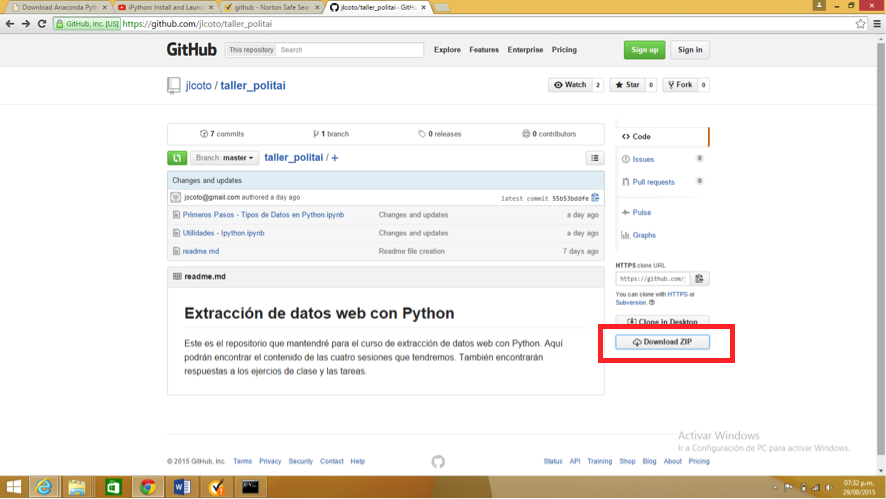 Download Anaconda Pyth
iPython: Install and Launc
github - Norton Safe Sear
jlcoto/taller_politai - GitHu
GitHub, Inc. [US] https://github.com/jlcoto/taller_politai
GitHub This repository Search Explore Features Enterprise Pricing Sign up Sign in
jlcoto / taller_politai Watch 2 Star 0 Fork 0
7 commits 1 branch 0 releases 0 contributors
Branch: master taller_politai / +
Changes and updates
jscoto@gmail.com authored a day ago latest commit 55b53bddfe
Primeros Pasos - Tipos de Datos en Python.ipynb Changes and updates a day ago
Utilidades - Ipython.ipynb Changes and updates a day ago
readme.md Readme file creation 7 days ago
readme.md
Extracción de datos web con Python
Este es el repositorio que mantendré para el curso de extracción de datos web con Python. Aquí
podrán encontrar el contenido de las cuatro sesiones que tendremos. También encontrarán
respuestas a los ejercios de clase y las tareas.
Code
Issues 0
Pull requests 0
Pulse
Graphs
HTTPS clone URL
https://github.com/
You can clone with HTTPS or
Subversion.
Clone in Desktop
Download ZIP
Activar Windows
Ir a Configuración de PC para activar Windows.
© 2015 GitHub, Inc. Terms Privacy Security Contact Help
Status API Training Shop Blog About Pricing
07:32 p.m.
29/08/2015